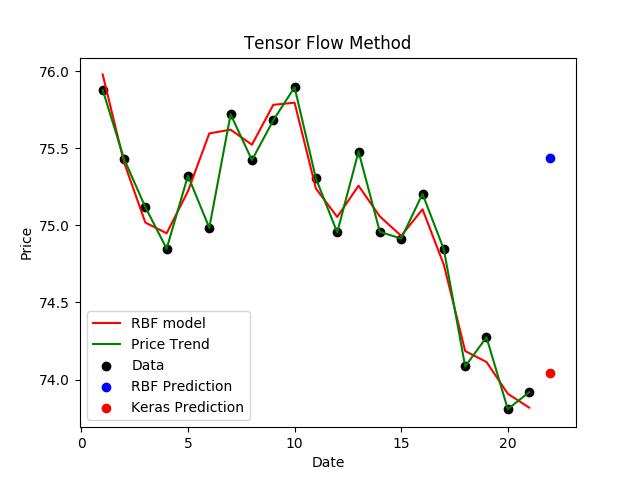 Tensor Flow Method
Price
76.0
75.5
75.0
74.5
74.0
RBF model
Price Trend
Data
RBF Prediction
Keras Prediction
0 5 10 15 20
Date